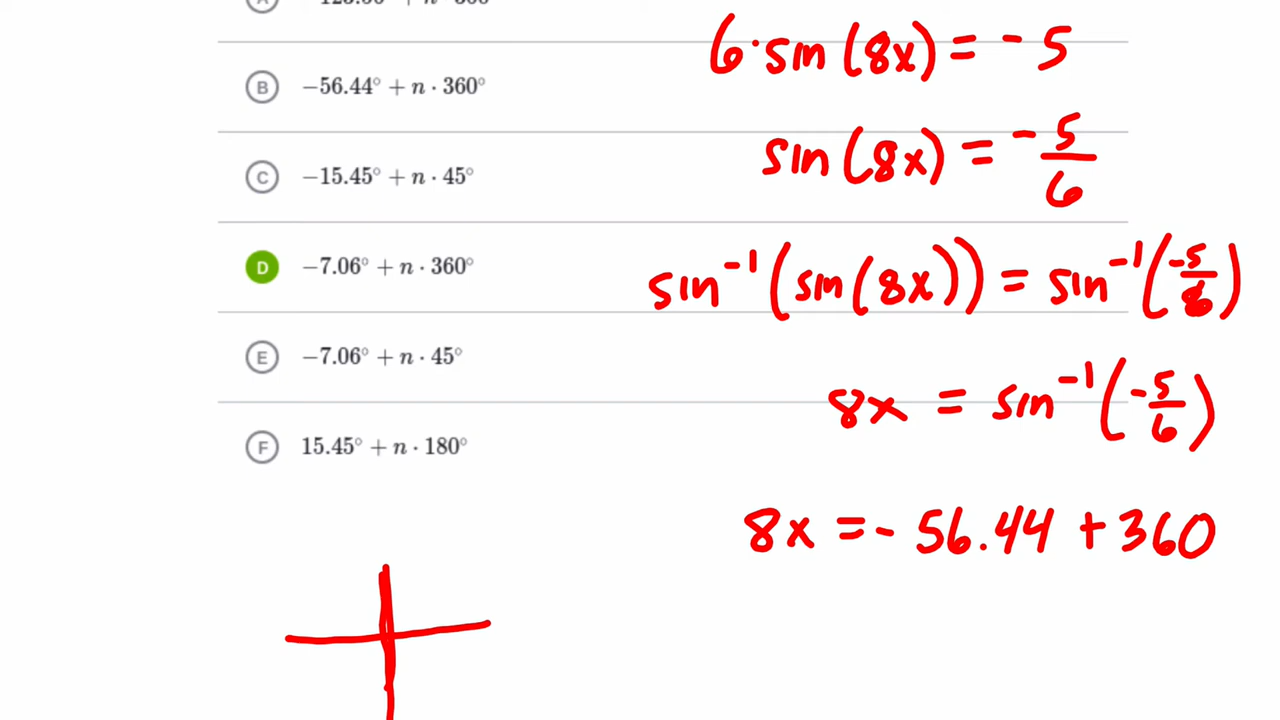 6·sin(8x) = -5
B −56.44° + n · 360°
sin(8x) = -5/6
C −15.45° + n · 45°
D −7.06° + n · 360°
sin⁻¹(sin(8x)) = sin⁻¹(-5/6)
E −7.06° + n · 45°
8x = sin⁻¹(-5/6)
F 15.45° + n · 180°
8x = -56.44 + 360